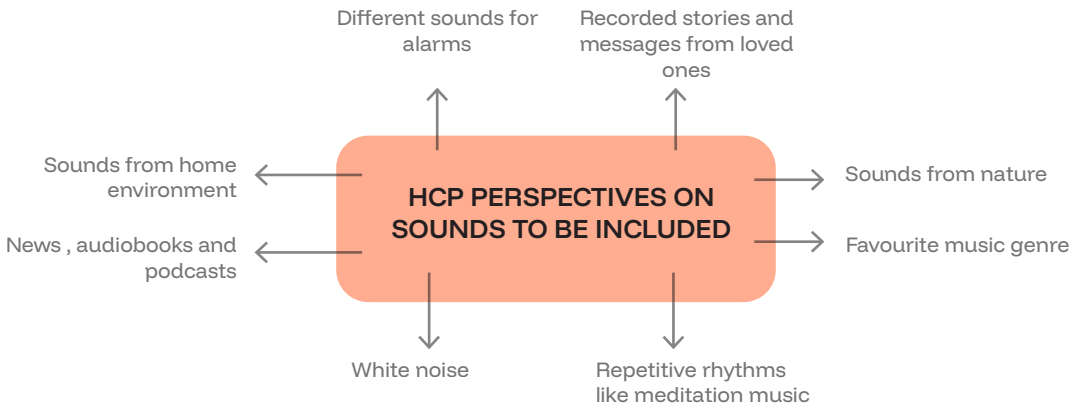 Different sounds for
alarms
Recorded stories and
messages from loved
ones
Sounds from home
environment
HCP PERSPECTIVES ON
SOUNDS TO BE INCLUDED
Sounds from nature
News , audiobooks and
podcasts
Favourite music genre
White noise
Repetitive rhythms
like meditation music